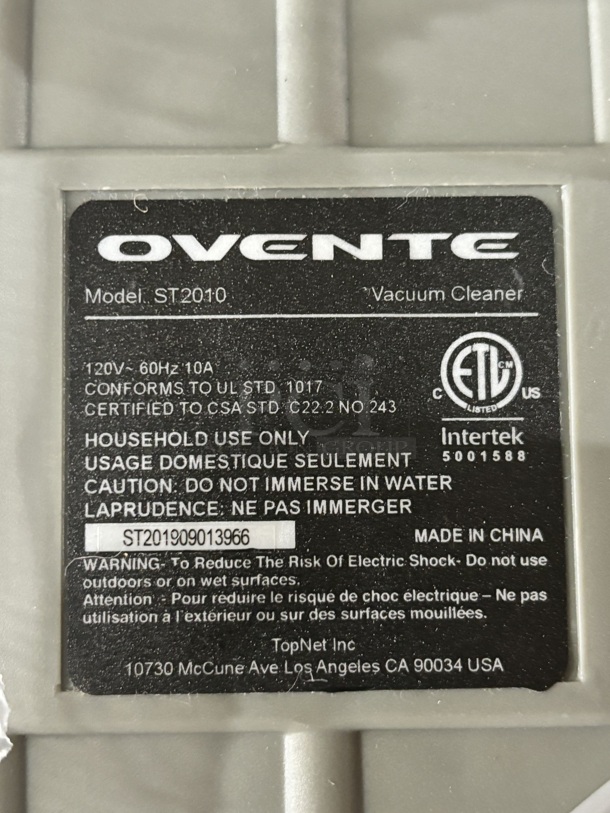 OVENTE
Model. ST2010 Vacuum Cleaner
120V~ 60Hz 10A
CONFORMS TO UL STD. 1017
CERTIFIED TO CSA STD. C22.2 NO.243
C ETL CM US
LISTED
Intertek
5001588
HOUSEHOLD USE ONLY
USAGE DOMESTIQUE SEULEMENT
CAUTION: DO NOT IMMERSE IN WATER
LAPRUDENCE: NE PAS IMMERGER
ST201909013966 MADE IN CHINA
WARNING- To Reduce The Risk Of Electric Shock- Do not use
outdoors or on wet surfaces.
Attention - Pour réduire le risque de choc électrique – Ne pas
utilisation à l'extérieur ou sur des surfaces mouillées.
TopNet Inc
10730 McCune Ave Los Angeles CA 90034 USA